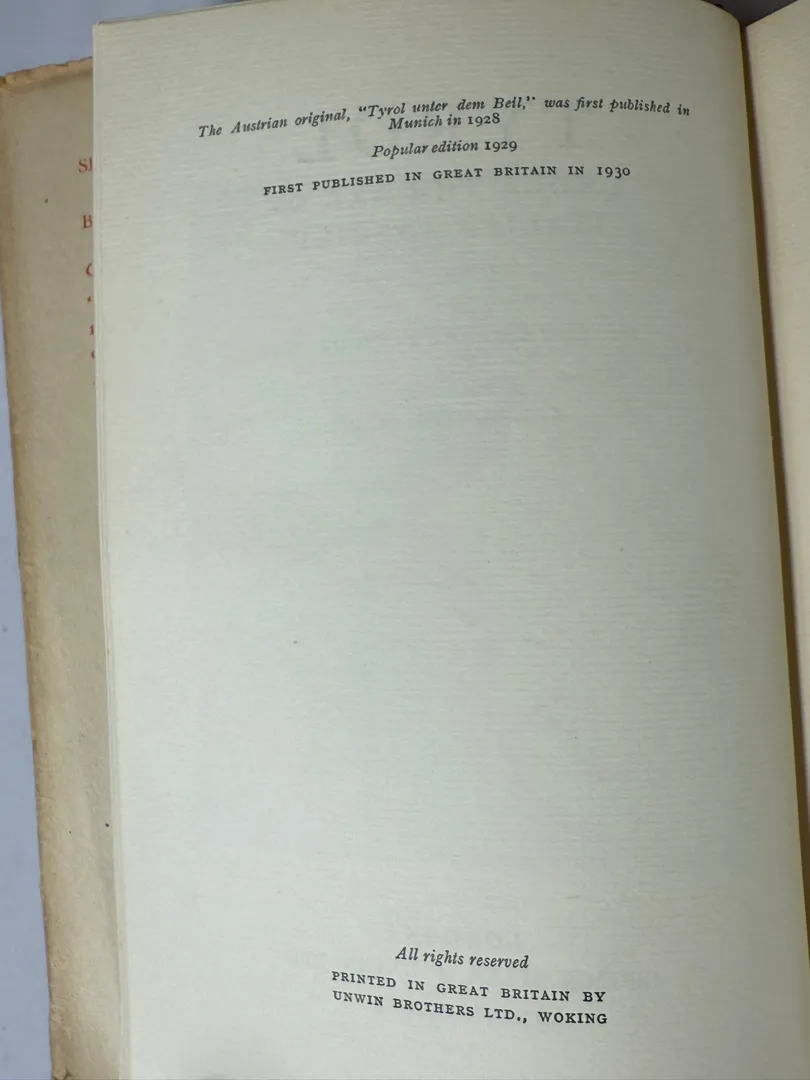 The Austrian original, "Tyrol unter dem Beil," was first published in
Munich in 1928
Popular edition 1929
FIRST PUBLISHED IN GREAT BRITAIN IN 1930
All rights reserved
PRINTED IN GREAT BRITAIN BY
UNWIN BROTHERS LTD., WOKING